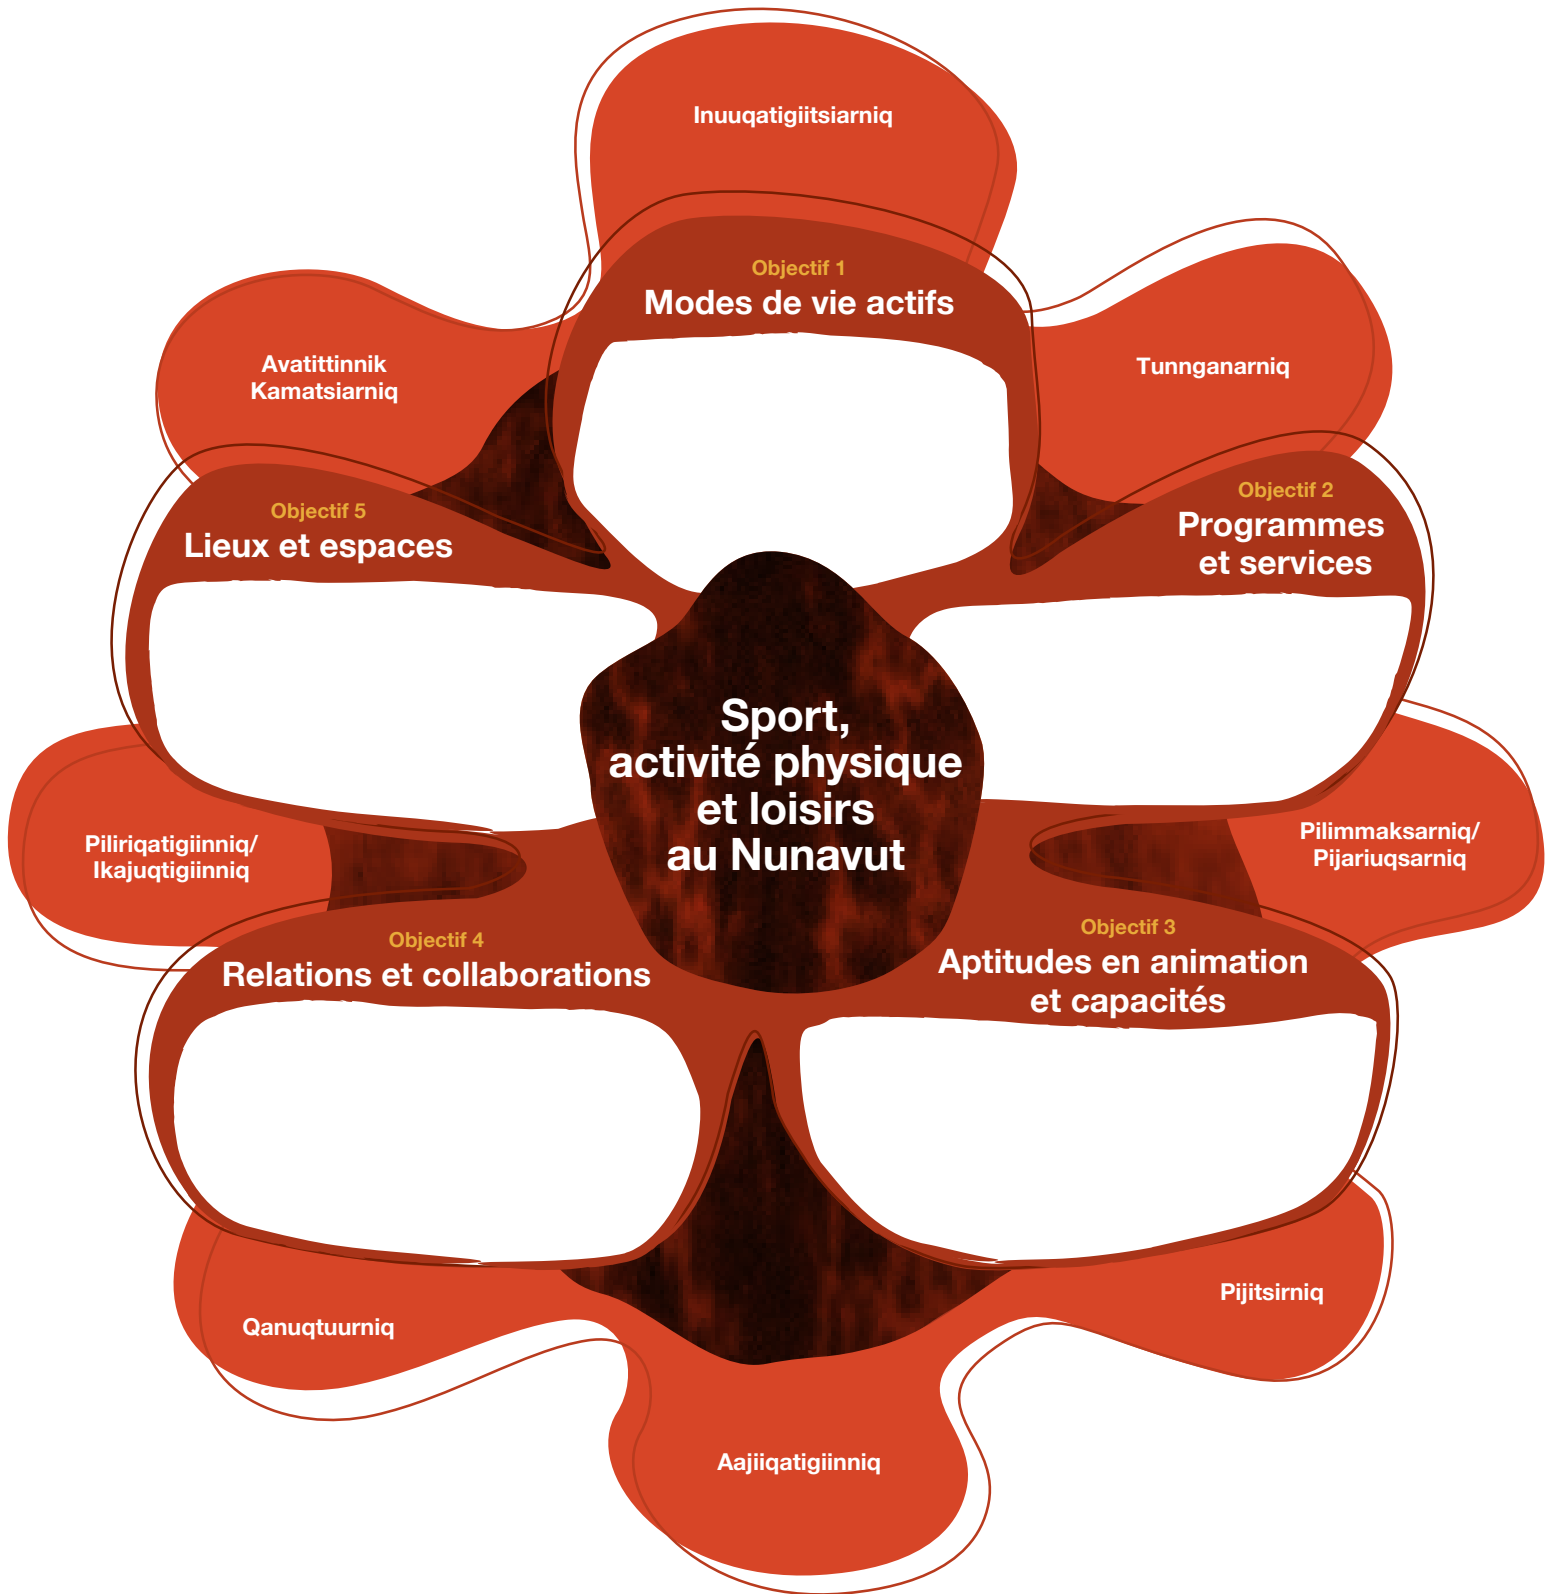 Inuuqatigiitsiarniq
Objectif 1
Modes de vie actifs
Avatittinnik
Kamatsiarniq
Tunnganarniq
Objectif 5
Lieux et espaces
Objectif 2
Programmes
et services
Sport,
activité physique
et loisirs
au Nunavut
Piliriqatigiinniq/
Ikajuqtigiinniq
Pilimmaksarniq/
Pijariuqsarniq
Objectif 4
Relations et collaborations
Objectif 3
Aptitudes en animation
et capacités
Qanuqtuurniq
Pijitsirniq
Aajiiqatigiinniq